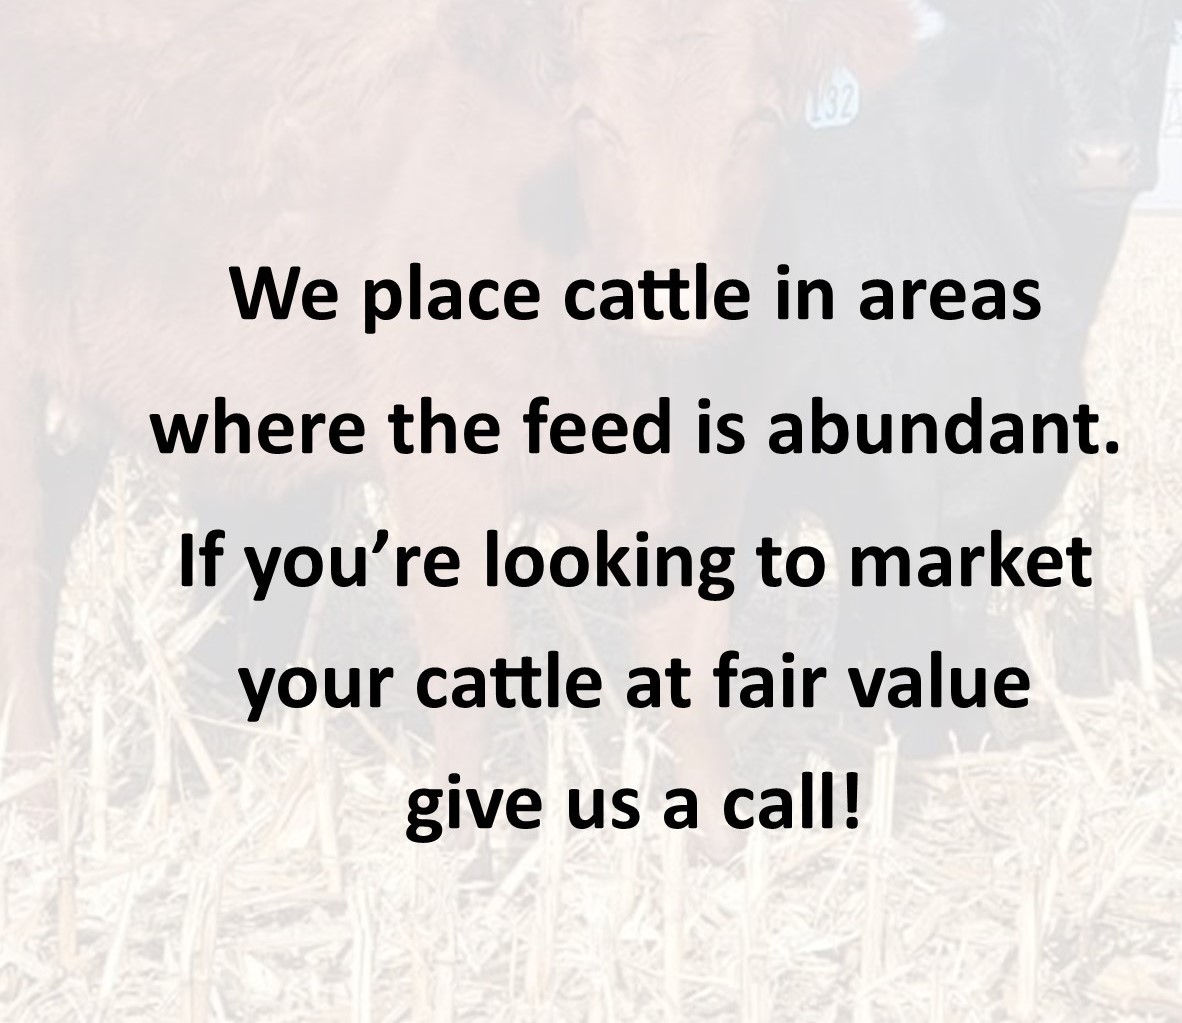 132
We place cattle in areas
where the feed is abundant.
If you’re looking to market
your cattle at fair value
give us a call!